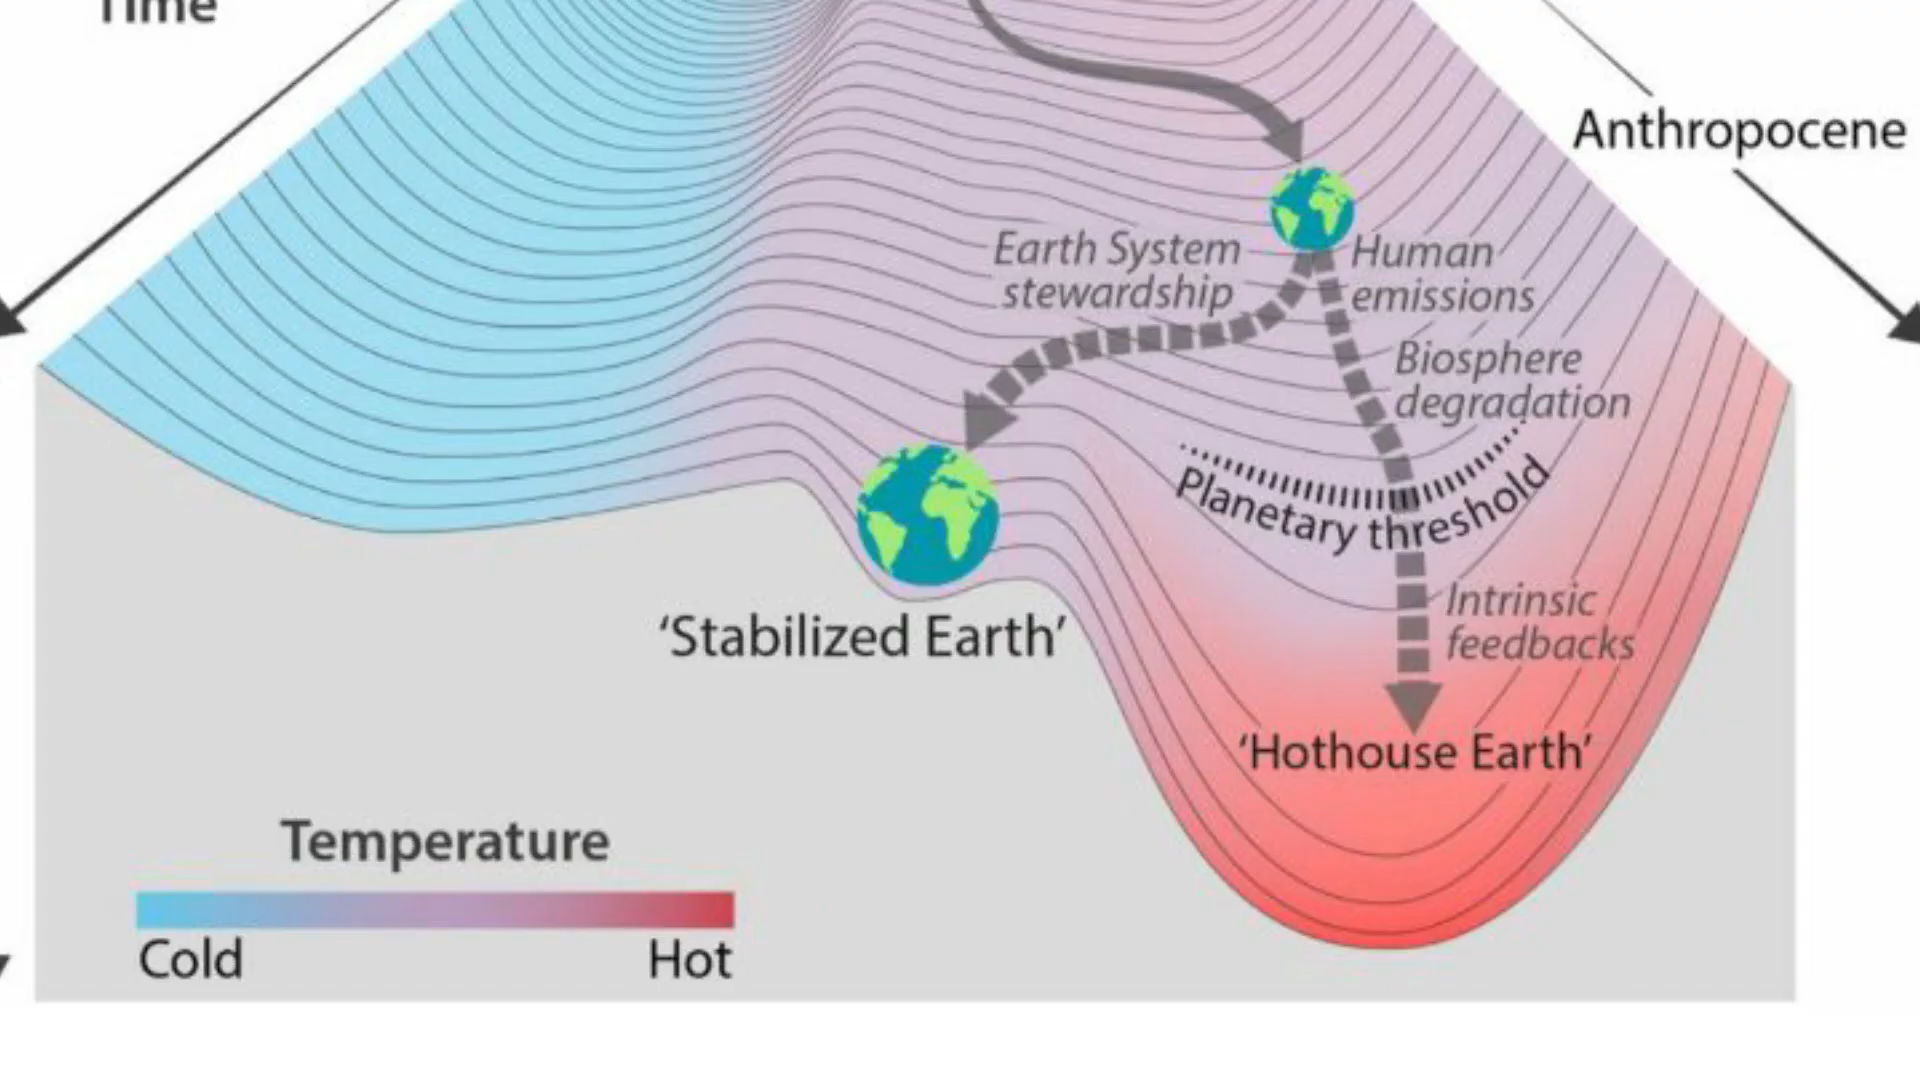 Time
Anthropocene
Earth System
stewardship
Human
emissions
Biosphere
degradation
Planetary threshold
‘Stabilized Earth’
Intrinsic
feedbacks
‘Hothouse Earth’
Temperature
Cold
Hot